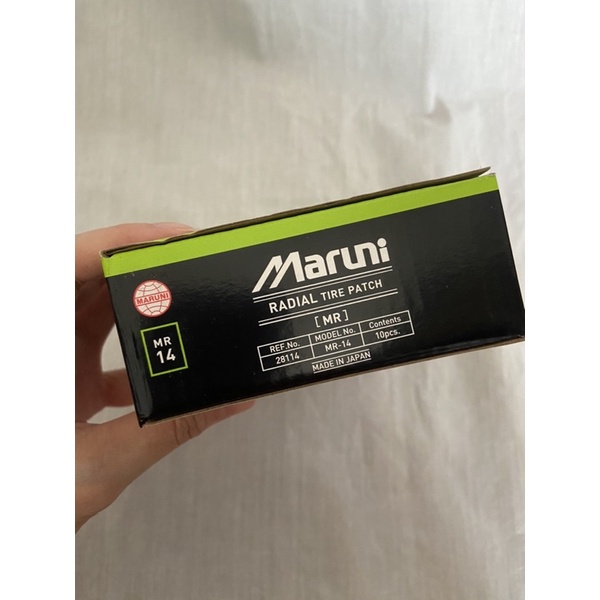 Maruni
RADIAL TIRE PATCH
[MR]
REF.No. MODEL No. Contents
28114 MR-14 10pcs.
MADE IN JAPAN
MARUNI
MR
14